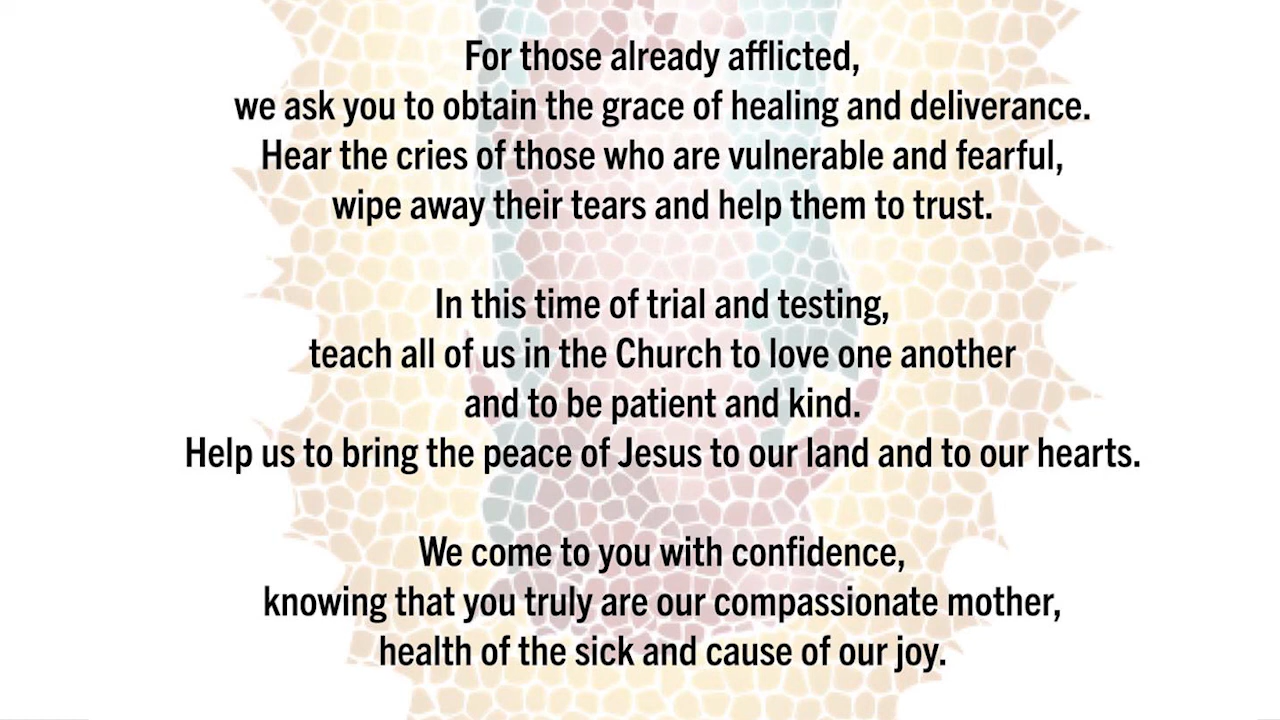 For those already afflicted,
we ask you to obtain the grace of healing and deliverance.
Hear the cries of those who are vulnerable and fearful,
wipe away their tears and help them to trust.
In this time of trial and testing,
teach all of us in the Church to love one another
and to be patient and kind.
Help us to bring the peace of Jesus to our land and to our hearts.
We come to you with confidence,
knowing that you truly are our compassionate mother,
health of the sick and cause of our joy.